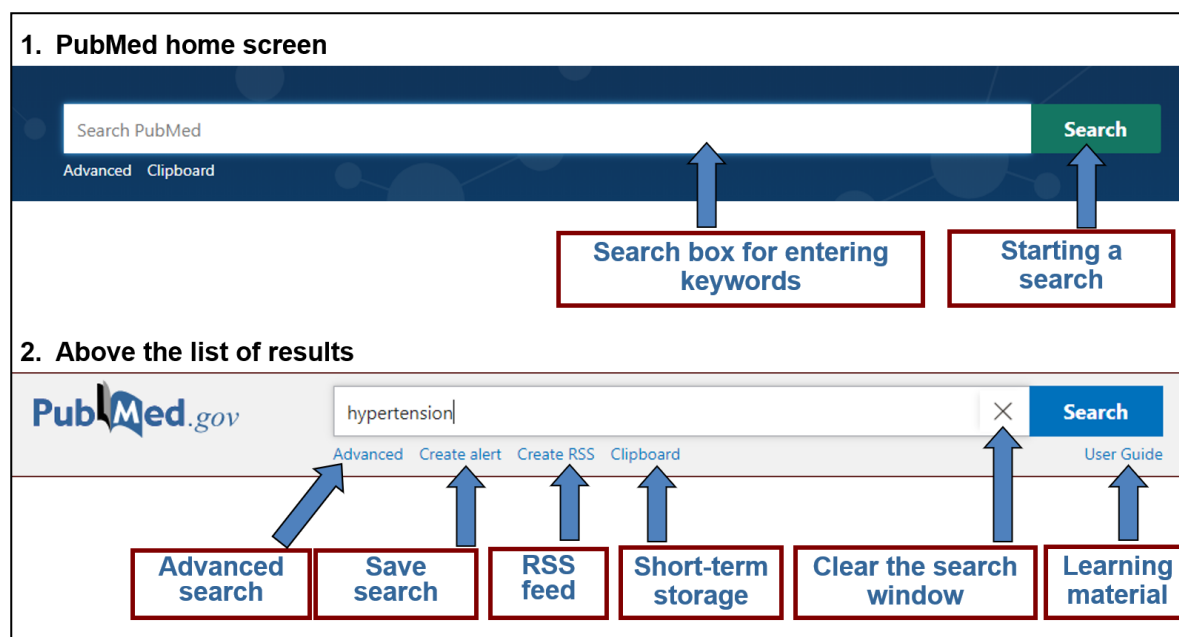 1. PubMed home screen
Search PubMed
Search
Advanced Clipboard
Search box for entering
keywords
Starting a
search
2. Above the list of results
PubMed.gov
hypertension
Search
Advanced Create alert Create RSS Clipboard
User Guide
Advanced
search
Save
search
RSS
feed
Short-term
storage
Clear the search
window
Learning
material